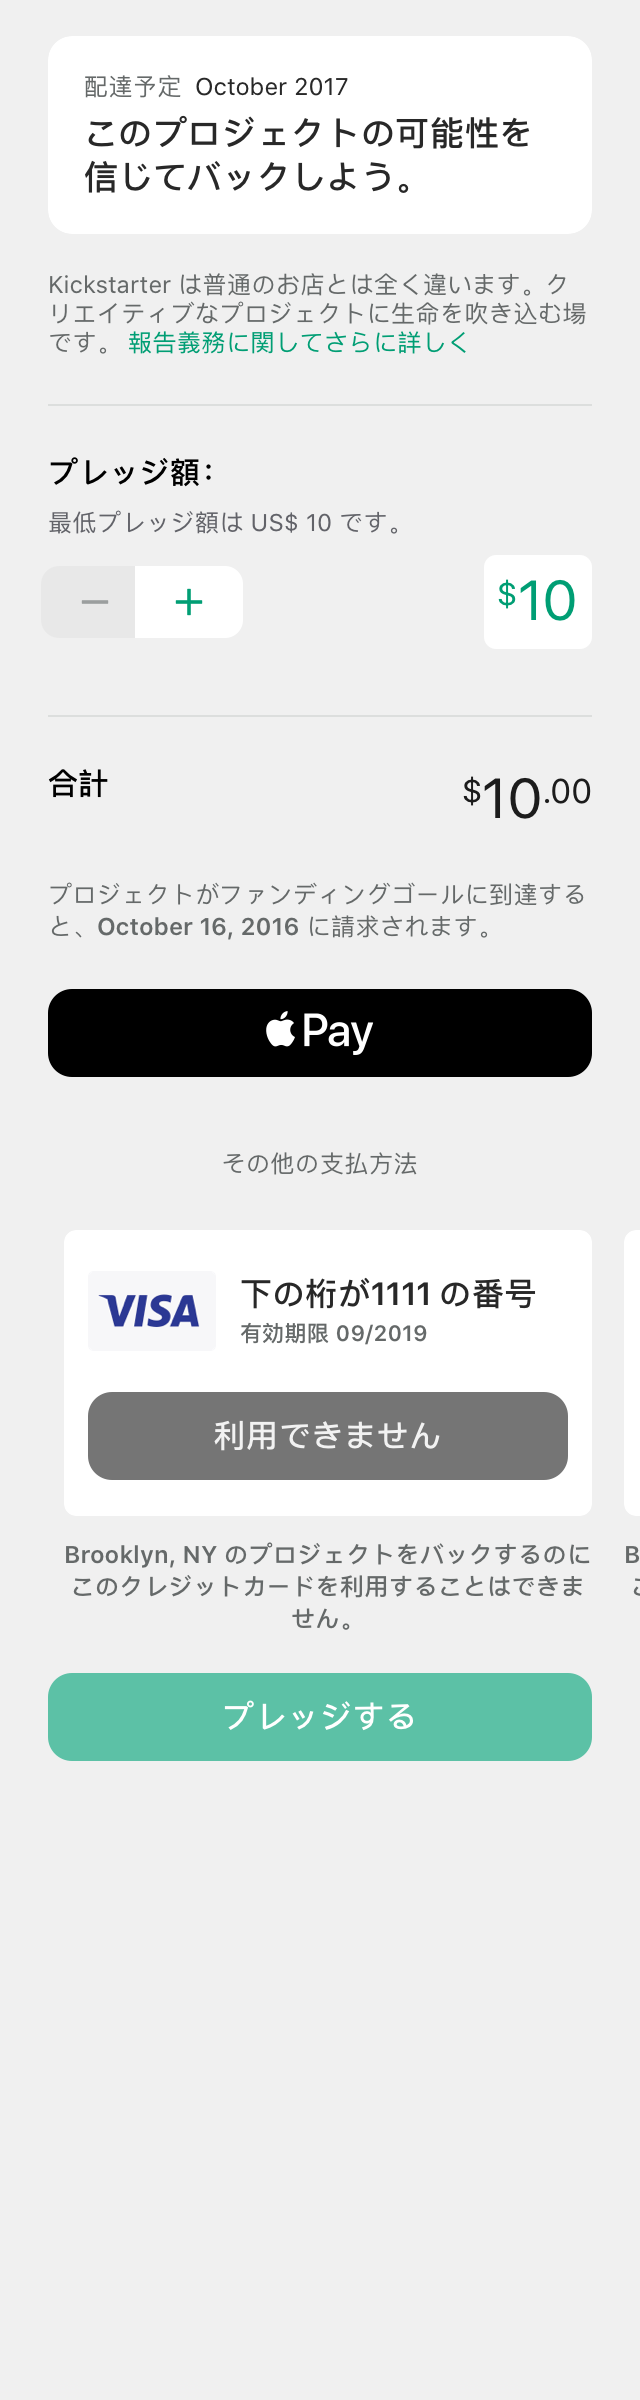 配達予定 October 2017
このプロジェクトの可能性を
信じてバックしよう。
Kickstarter は普通のお店とは全く違います。ク
リエイティブなプロジェクトに生命を吹き込む場
です。 報告義務に関してさらに詳しく
プレッジ額：
最低プレッジ額は US$ 10 です。
− + $10
合計 $10.00
プロジェクトがファンディングゴールに到達する
と、October 16, 2016 に請求されます。
Pay
その他の支払方法
VISA 下の桁が1111 の番号
有効期限 09/2019
利用できません
Brooklyn, NY のプロジェクトをバックするのに
このクレジットカードを利用することはできま
せん。
プレッジする